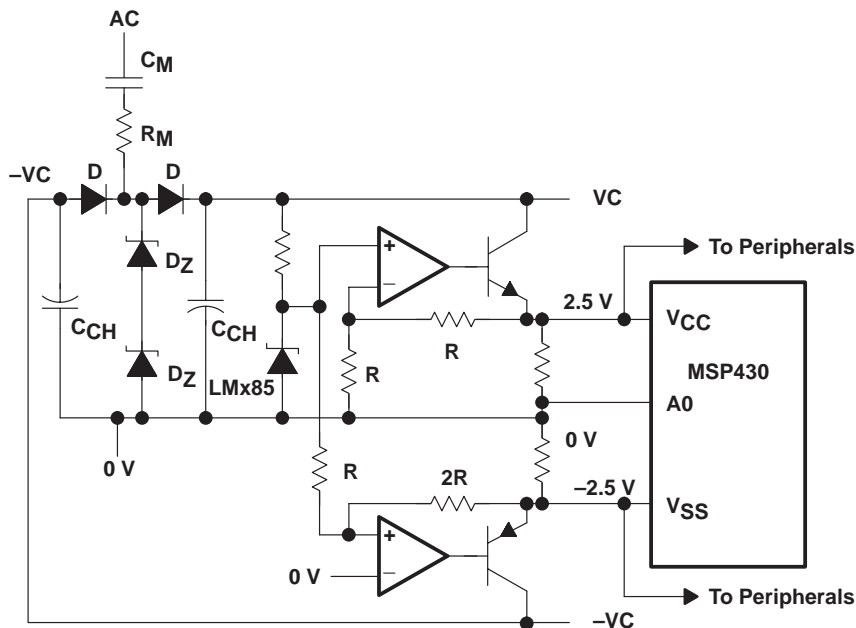 AC
CM
RM
–VC
D
D
VC
To Peripherals
DZ
+
–
2.5 V
VCC
CCH
CCH
R
MSP430
DZ
LMx85
R
A0
0 V
0 V
R
2R
–2.5 V
VSS
+
0 V
–
To Peripherals
–VC